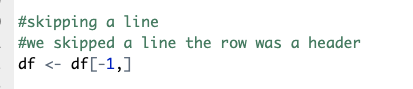 #skipping a line
#we skipped a line the row was a header
df <- df[-1,]